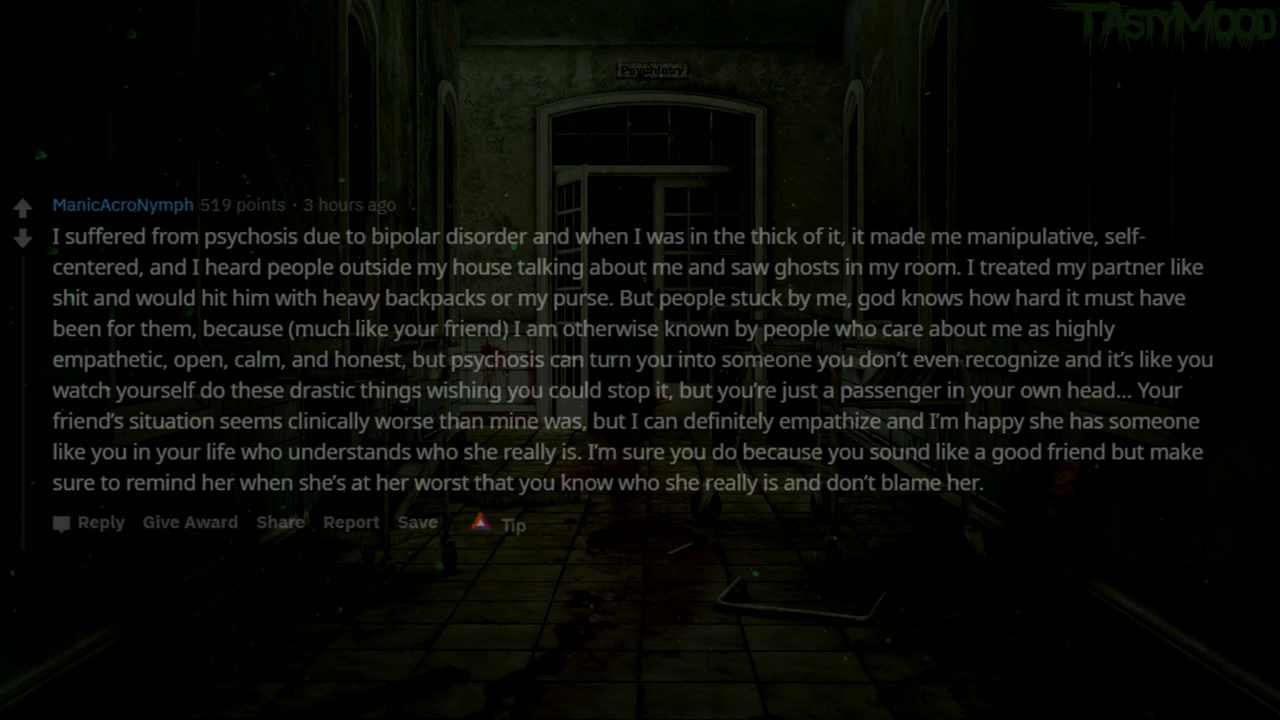 TASTYMOOD
Psychiatry
ManicAcroNymph 519 points · 3 hours ago
I suffered from psychosis due to bipolar disorder and when I was in the thick of it, it made me manipulative, self-
centered, and I heard people outside my house talking about me and saw ghosts in my room. I treated my partner like
shit and would hit him with heavy backpacks or my purse. But people stuck by me, god knows how hard it must have
been for them, because (much like your friend) I am otherwise known by people who care about me as highly
empathetic, open, calm, and honest, but psychosis can turn you into someone you don’t even recognize and it’s like you
watch yourself do these drastic things wishing you could stop it, but you’re just a passenger in your own head... Your
friend’s situation seems clinically worse than mine was, but I can definitely empathize and I’m happy she has someone
like you in your life who understands who she really is. I’m sure you do because you sound like a good friend but make
sure to remind her when she’s at her worst that you know who she really is and don’t blame her.
Reply Give Award Share Report Save Tip